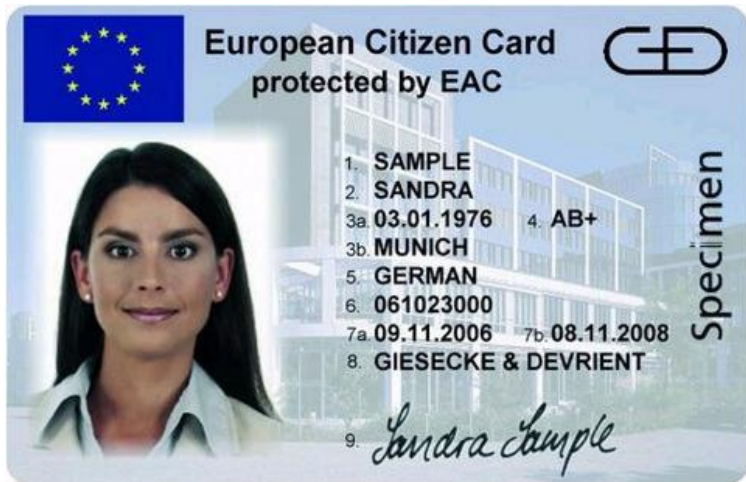 European Citizen Card
protected by EAC
1. SAMPLE
2. SANDRA
3a. 03.01.1976 4. AB+
3b. MUNICH
5. GERMAN
6. 061023000
7a. 09.11.2006 7b. 08.11.2008
8. GIESECKE & DEVRIENT
9. Sandra Sample
Specimen